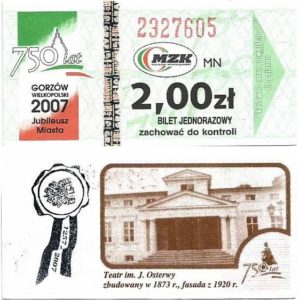 2327605
750 lat
MZK MN
GORZÓW
WIELKOPOLSKI
2007
Jubileusz
Miasta
2,00zł
BILET JEDNORAZOWY
zachować do kontroli
1257 2007
Teatr im. J. Osterwy
zbudowany w 1873 r., fasada z 1920 r.
750 lat